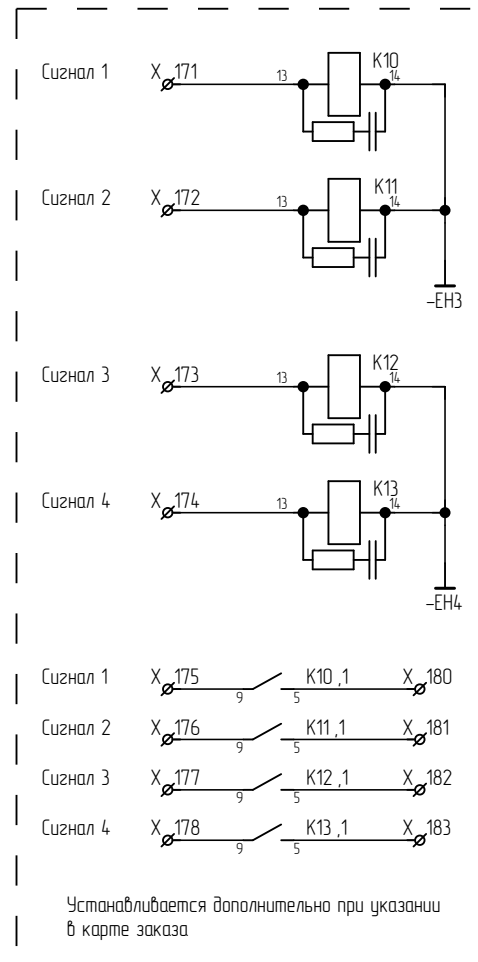 Сигнал 1 X 171 13 K10 14
Сигнал 2 X 172 13 K11 14
-EH3
Сигнал 3 X 173 13 K12 14
Сигнал 4 X 174 13 K13 14
-EH4
Сигнал 1 X 175 9 5 K10 ,1 X 180
Сигнал 2 X 176 9 5 K11 ,1 X 181
Сигнал 3 X 177 9 5 K12 ,1 X 182
Сигнал 4 X 178 9 5 K13 ,1 X 183
Устанавливается дополнительно при указании
в карте заказа